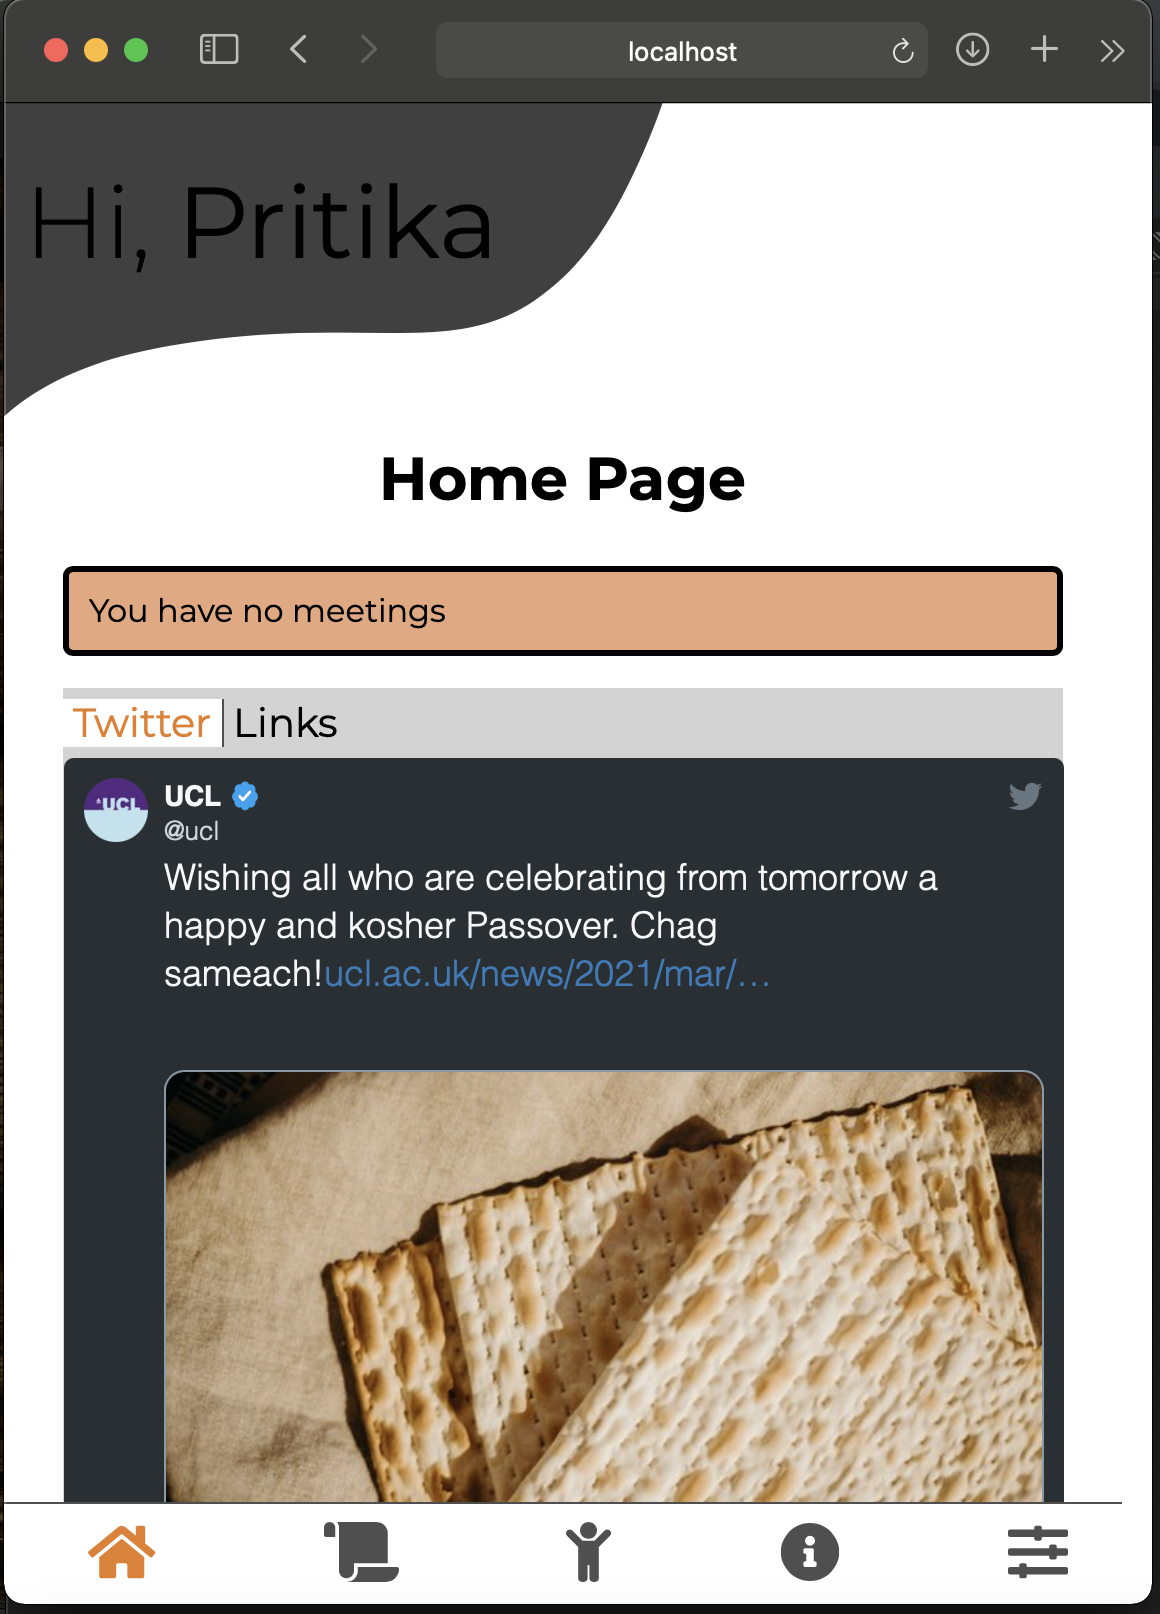 localhost
Hi, Pritika
Home Page
You have no meetings
Twitter Links
UCL
UCL
@ucl
Wishing all who are celebrating from tomorrow a
happy and kosher Passover. Chag
sameach!ucl.ac.uk/news/2021/mar/…